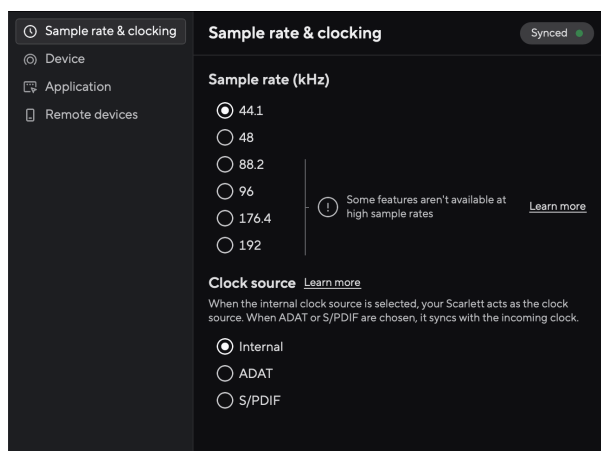 Sample rate & clocking
Device
Application
Remote devices
Sample rate & clocking
Synced
Sample rate (kHz)
44.1
48
88.2
96
176.4
192
Some features aren't available at
high sample rates
Learn more
Clock source Learn more
When the internal clock source is selected, your Scarlett acts as the clock
source. When ADAT or S/PDIF are chosen, it syncs with the incoming clock.
Internal
ADAT
S/PDIF